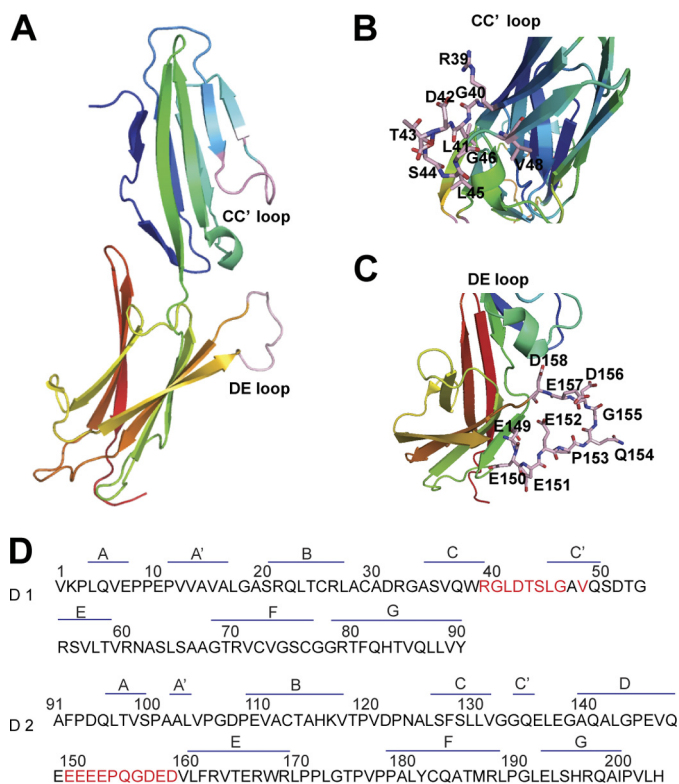 A
CC' loop
DE loop
B
CC' loop
R39
G40
D42
T43
L41
G46
V48
S44
L45
C
DE loop
D158
D156
E157
G155
E152
E149
P153
Q154
E150
E151
D
A A' B C C'
1 10 20 30 40 50
D 1 VKPLQVEPPEPVVAVALGASRQLTCRLACADRGASVQWRGLDTSLGAVQSDTG
E F G
60 70 80 90
RSVLTVRNASLSAAGTRVCVGSCGGRTFQHTVQLLVY
A A' B C C' D
91 100 110 120 130 140
D 2 AFPDQLTVSPAALVPGDPEVACTAHKVTPVDPNALSFSLLVGGQELEGAQALGPEVQ
E F G
150 160 170 180 190 200
EEEEEPQGDEDVLFRVTERWRLPPLGTPVPPALYCQATMRLPGLELSHRQAIPVLH